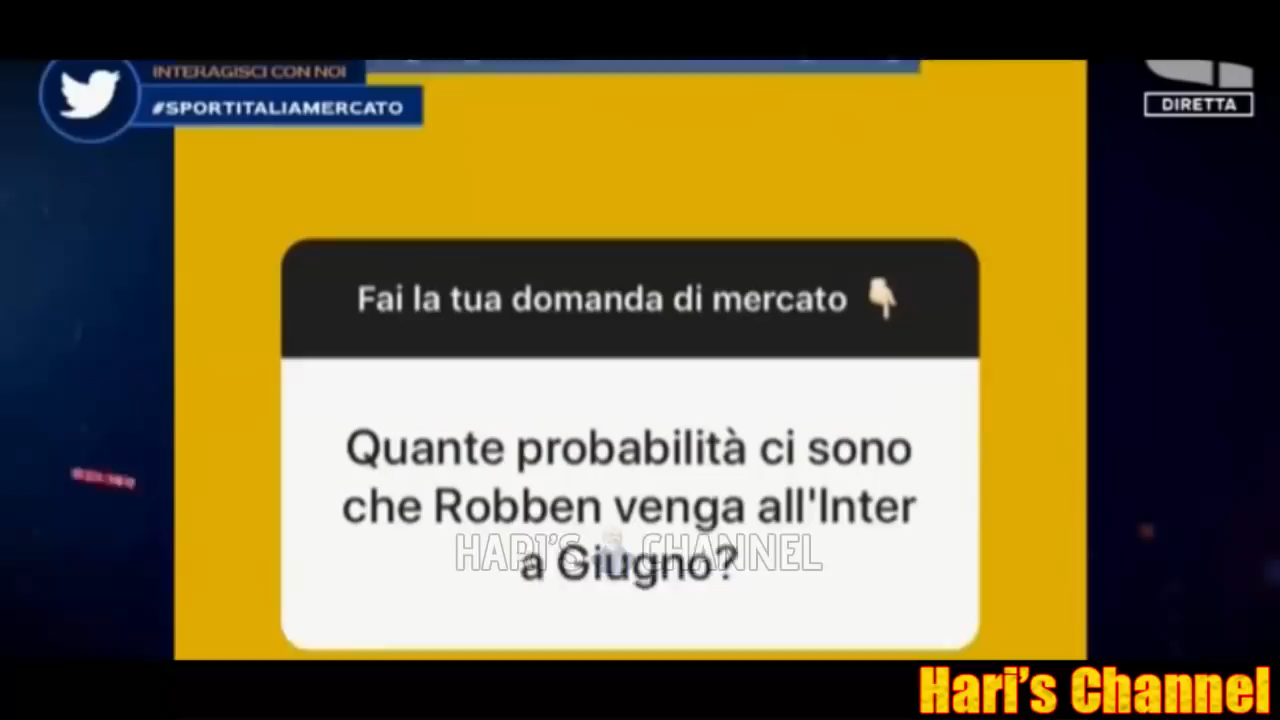 INTERAGISCI CON NOI
#SPORTITALIAMERCATO
DIRETTA
Fai la tua domanda di mercato
Quante probabilità ci sono
che Robben venga all'Inter
a Giugno?
HARI'S CHANNEL
Hari's Channel